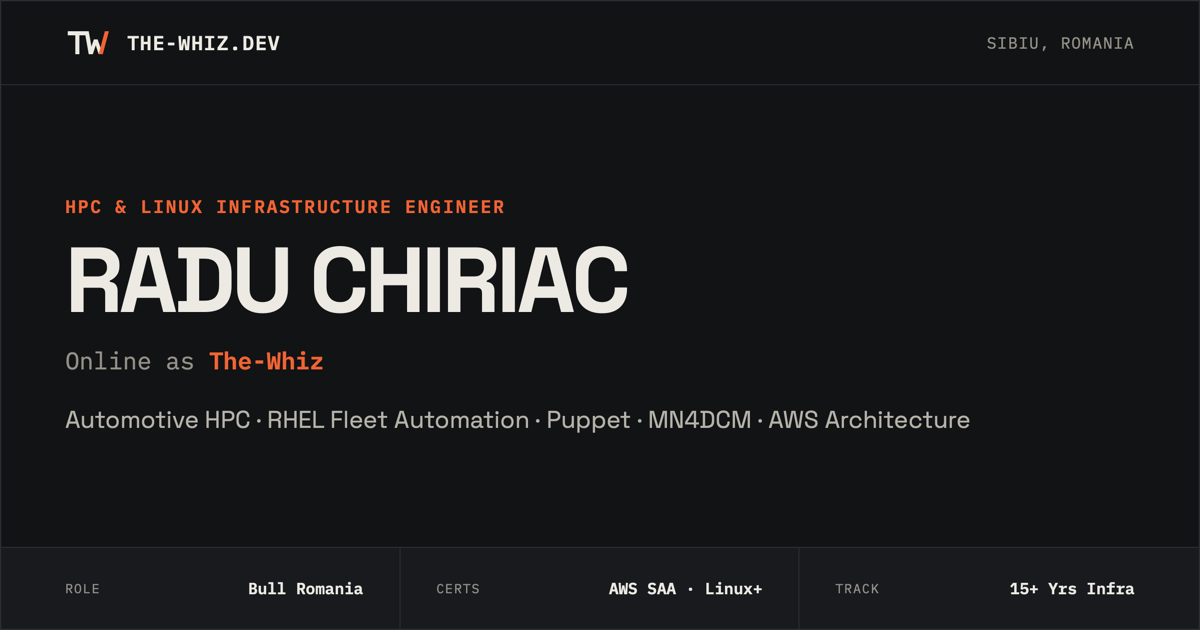 TW THE-WHIZ.DEV
SIBIU, ROMANIA
HPC & LINUX INFRASTRUCTURE ENGINEER
RADU CHIRIAC
Online as The-Whiz
Automotive HPC · RHEL Fleet Automation · Puppet · MN4DCM · AWS Architecture
ROLE Bull Romania
CERTS AWS SAA · Linux+
TRACK 15+ Yrs Infra